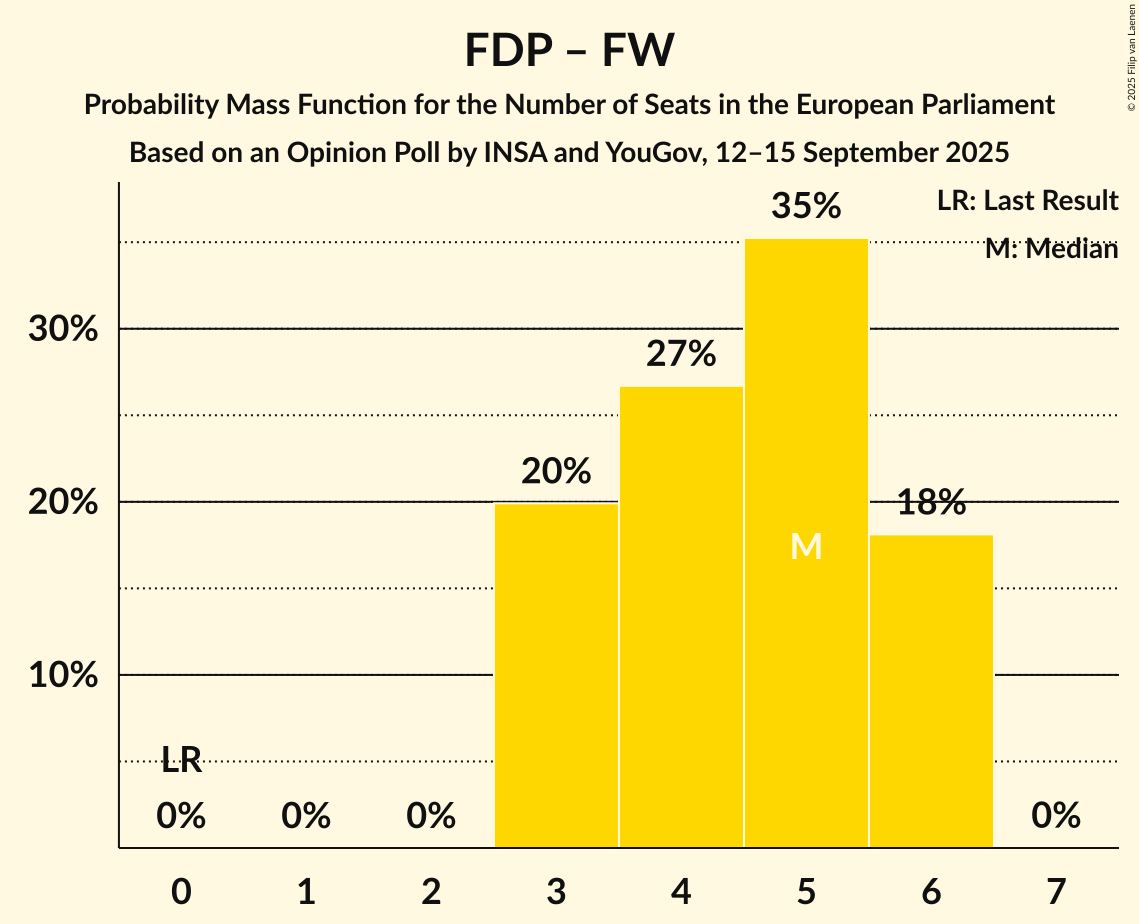 FDP – FW
Probability Mass Function for the Number of Seats in the European Parliament
Based on an Opinion Poll by INSA and YouGov, 12–15 September 2025
© 2025 Filip van Laenen
LR: Last Result
M: Median
35%
30%
27%
20%
20%
18%
M
10%
LR
0%
0%
0%
0%
0
1
2
3
4
5
6
7